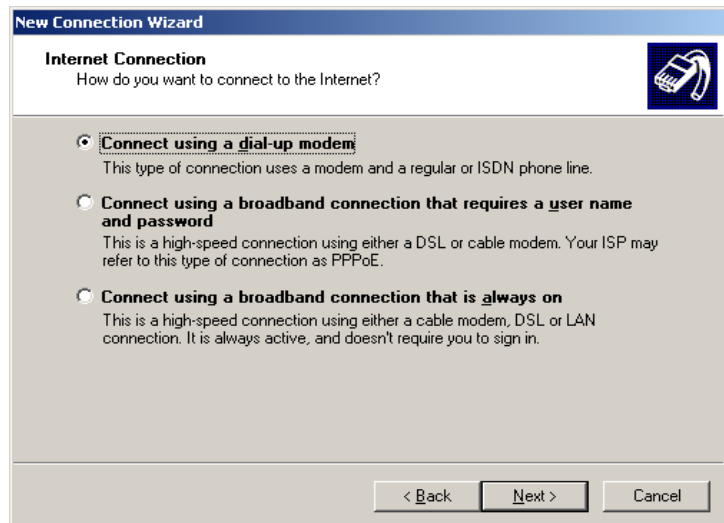 New Connection Wizard
Internet Connection
How do you want to connect to the Internet?
Connect using a dial-up modem
This type of connection uses a modem and a regular or ISDN phone line.
Connect using a broadband connection that requires a user name
and password
This is a high-speed connection using either a DSL or cable modem. Your ISP may
refer to this type of connection as PPPoE.
Connect using a broadband connection that is always on
This is a high-speed connection using either a cable modem, DSL or LAN
connection. It is always active, and doesn't require you to sign in.
< Back Next > Cancel